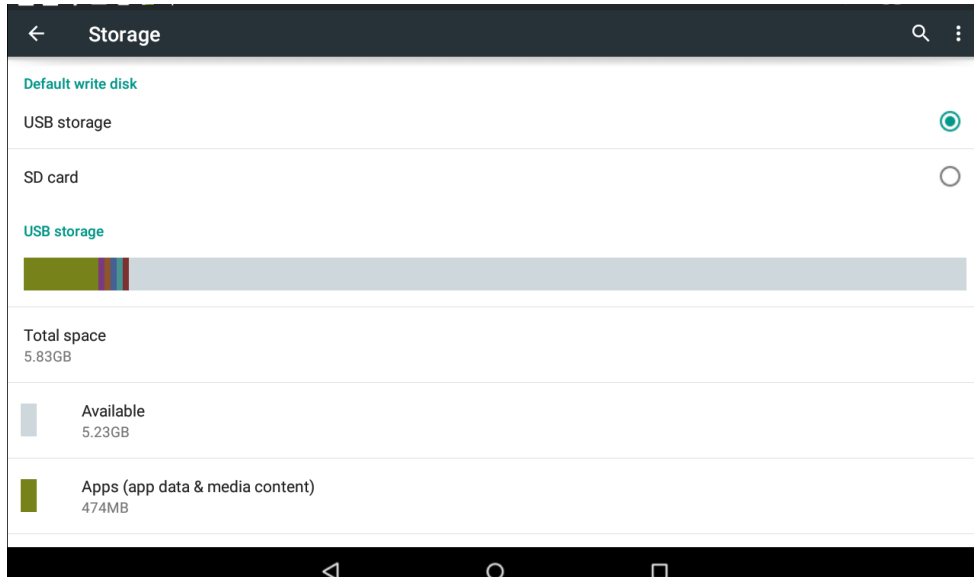 Storage
Default write disk
USB storage
SD card
USB storage
Total space
5.83GB
Available
5.23GB
Apps (app data & media content)
474MB